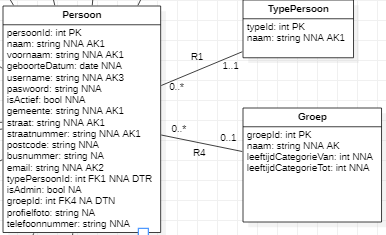 Persoon
persoonId: int PK
naam: string NNA AK1
voornaam: string NNA AK1
geboorteDatum: date NNA
username: string NNA AK3
paswoord: string NNA
isActief: bool NNA
gemeente: string NNA AK1
straat: string NNA AK1
straatnummer: string NNA AK1
postcode: string NNA
busnummer: string NA
email: string NNA AK2
typePersoonId: int FK1 NNA DTR
isAdmin: bool NA
groepId: int FK4 NA DTN
profielfoto: string NA
telefoonnummer: string NNA
R1
1..1
0..*
0..*
0..1
R4
TypePersoon
typeId: int PK
naam: string NNA AK1
Groep
groepId: int PK
naam: string NNA AK
leeftijdCategorieVan: int NNA
leeftijdCategorieTot: int NNA